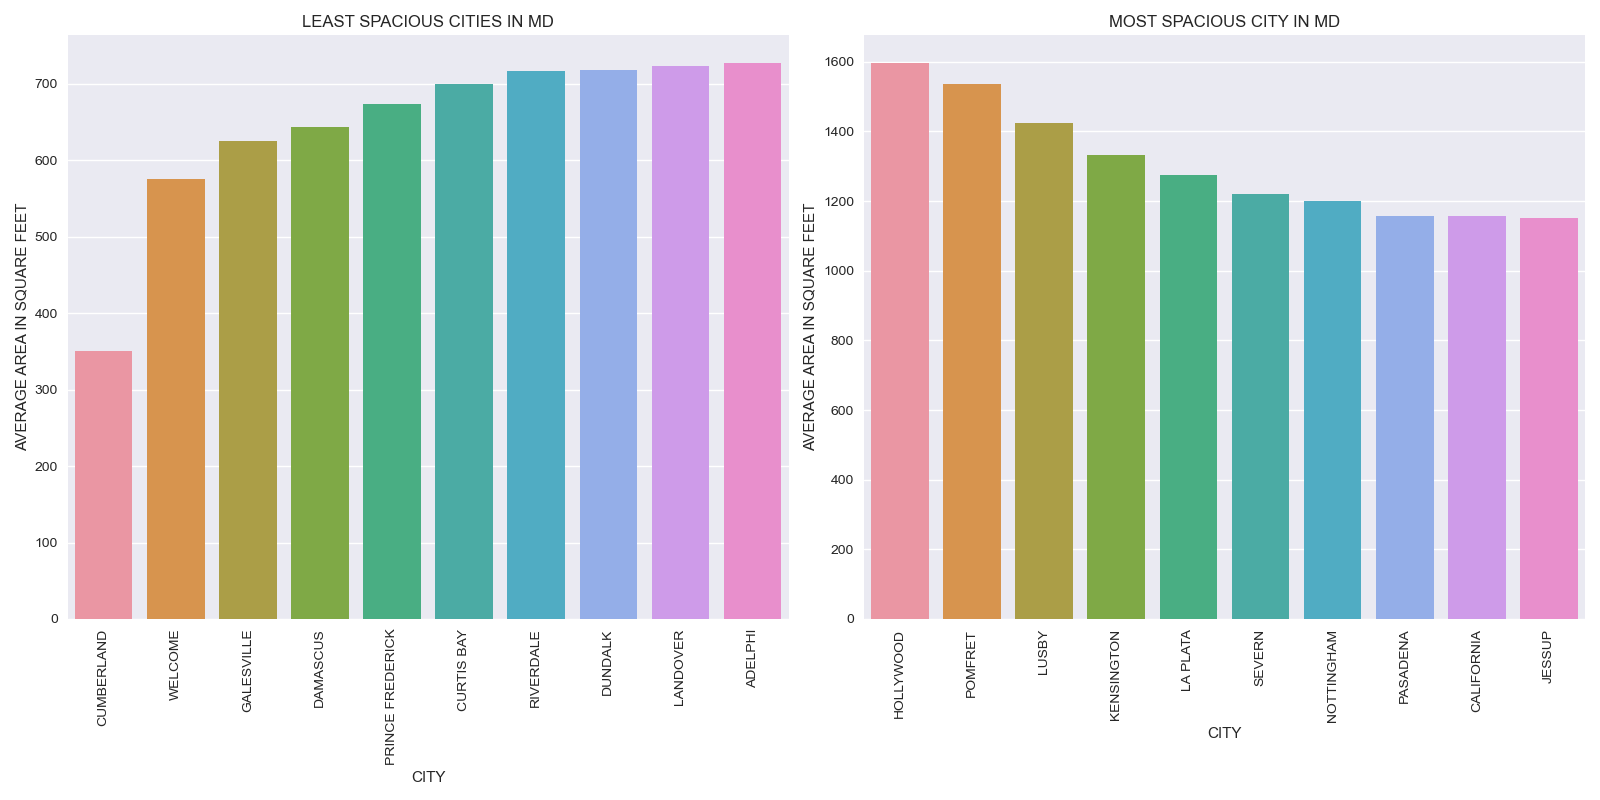 LEAST SPACIOUS CITIES IN MD
AVERAGE AREA IN SQUARE FEET
700
600
500
400
300
200
100
0
CUMBERLAND
WELCOME
GALESVILLE
DAMASCUS
PRINCE FREDERICK
CURTIS BAY
RIVERDALE
DUNDALK
LANDOVER
ADELPHI
CITY
MOST SPACIOUS CITY IN MD
AVERAGE AREA IN SQUARE FEET
1600
1400
1200
1000
800
600
400
200
0
HOLLYWOOD
POMFRET
LUSBY
KENSINGTON
LA PLATA
SEVERN
NOTTINGHAM
PASADENA
CALIFORNIA
JESSUP
CITY